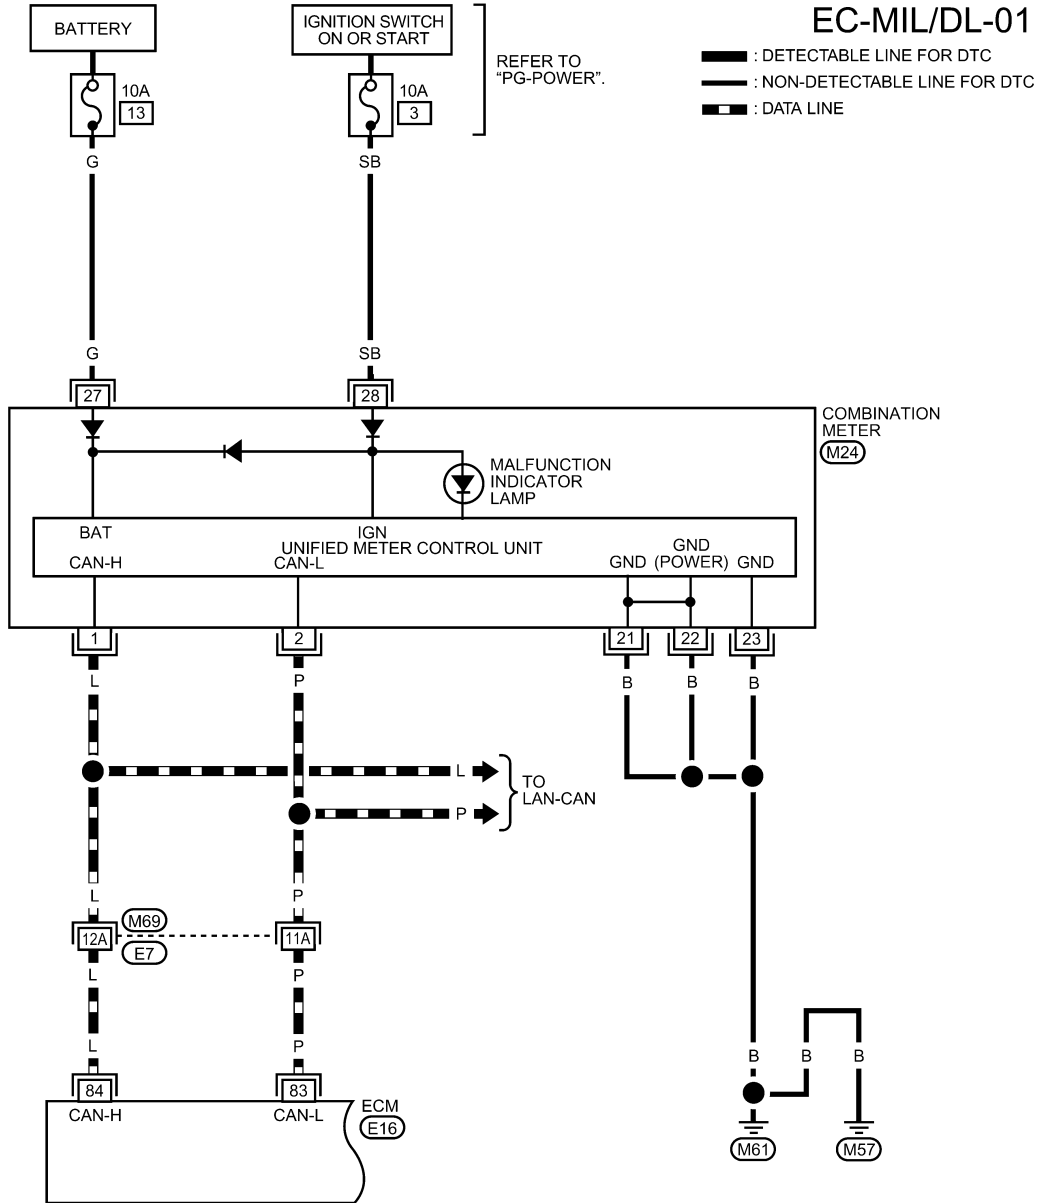 EC-MIL/DL-01
BATTERY
IGNITION SWITCH
ON OR START
REFER TO
“PG-POWER”.
: DETECTABLE LINE FOR DTC
: NON-DETECTABLE LINE FOR DTC
: DATA LINE
10A
13
10A
3
G
SB
G
SB
27
28
COMBINATION
METER
M24
MALFUNCTION
INDICATOR
LAMP
BAT
IGN
UNIFIED METER CONTROL UNIT
CAN-H
CAN-L
GND
GND
(POWER)
GND
1
2
21
22
23
L
P
B
B
B
L
P
TO
LAN-CAN
L
P
12A
M69
E7
11A
L
P
L
P
B
B
B
84
83
CAN-H
CAN-L
ECM
E16
M61
M57